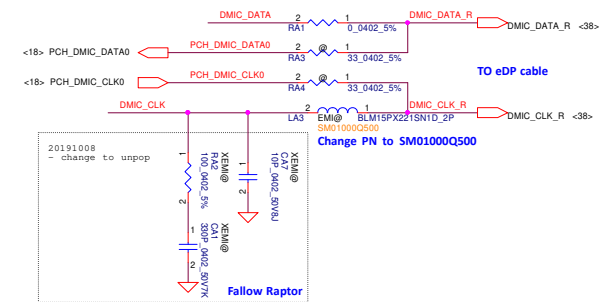 DMIC_DATA 2 1 DMIC_DATA_R
RA1 0_0402_5% DMIC_DATA_R <38>
<18> PCH_DMIC_DATA0 PCH_DMIC_DATA0 2 @ 1
RA3 33_0402_5%
TO eDP cable
<18> PCH_DMIC_CLK0 PCH_DMIC_CLK0 2 @ 1
RA4 33_0402_5%
DMIC_CLK 2 1 DMIC_CLK_R
LA3 EMI@ BLM15PX221SN1D_2P DMIC_CLK_R <38>
SM01000Q500
Change PN to SM01000Q500
20191008
- change to unpop
1 2
XEMI@
RA2
100_0402_5%
1 2
XEMI@
CA7
10P_0402_50V8J
1 2
XEMI@
CA1
330P_0402_50V7K
Fallow Raptor